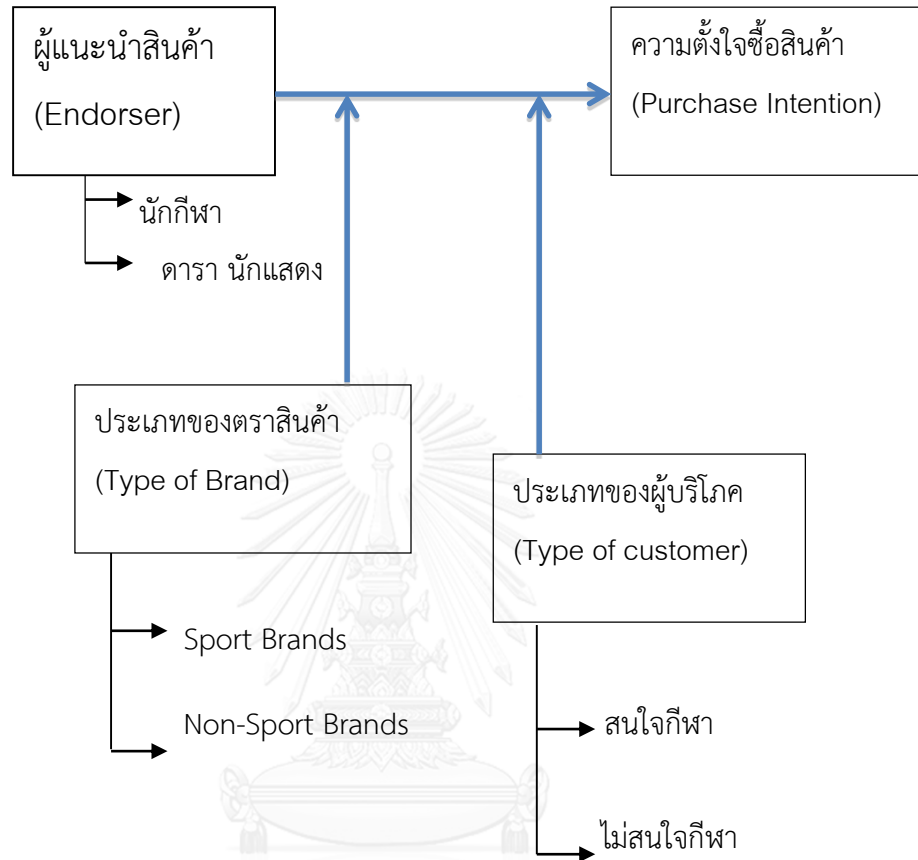 ผู้แนะนำสินค้า
(Endorser)
ความตั้งใจซื้อสินค้า
(Purchase Intention)
นักกีฬา
ดารา นักแสดง
ประเภทของตราสินค้า
(Type of Brand)
ประเภทของผู้บริโภค
(Type of customer)
Sport Brands
Non-Sport Brands
สนใจกีฬา
ไม่สนใจกีฬา